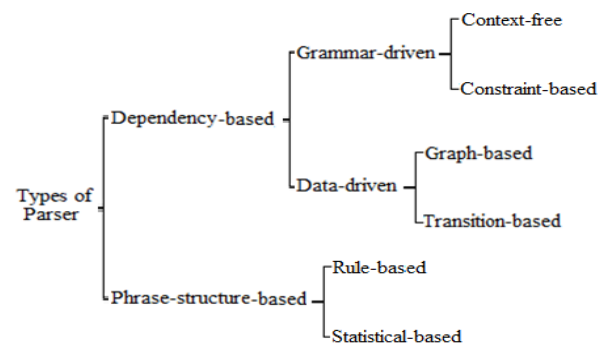 Context-free
Grammar-driven
Constraint-based
Dependency-based
Graph-based
Data-driven
Transition-based
Types of
Parser
Rule-based
Phrase-structure-based
Statistical-based